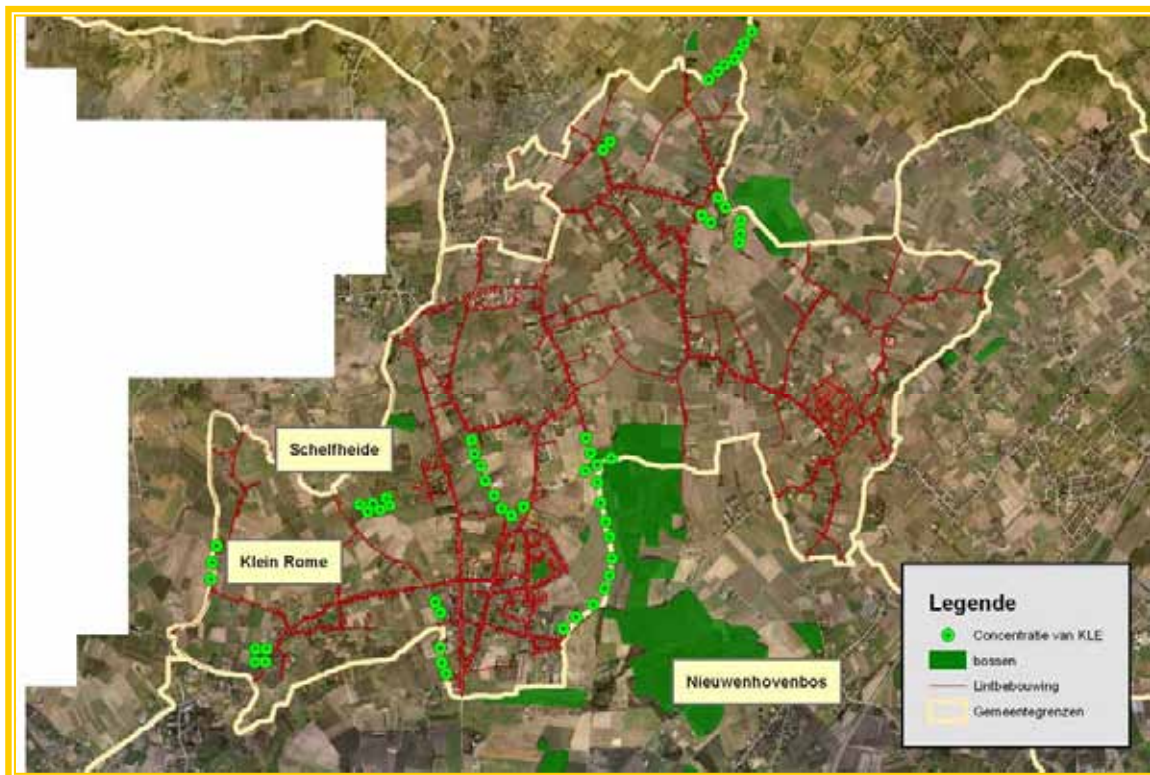 Schelfheide
Klein Rome
Nieuwenhovenbos
Legende
Concentratie van KLE
bossen
Lintbebouwing
Gemeentegrenzen